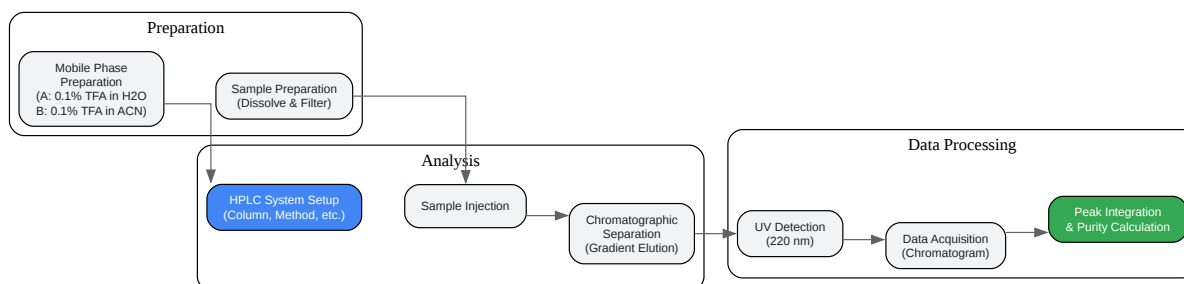 Preparation
Mobile Phase
Preparation
(A: 0.1% TFA in H2O
B: 0.1% TFA in ACN)
Sample Preparation
(Dissolve & Filter)
Analysis
HPLC System Setup
(Column, Method, etc.)
Sample Injection
Chromatographic
Separation
(Gradient Elution)
Data Processing
UV Detection
(220 nm)
Data Acquisition
(Chromatogram)
Peak Integration
& Purity Calculation